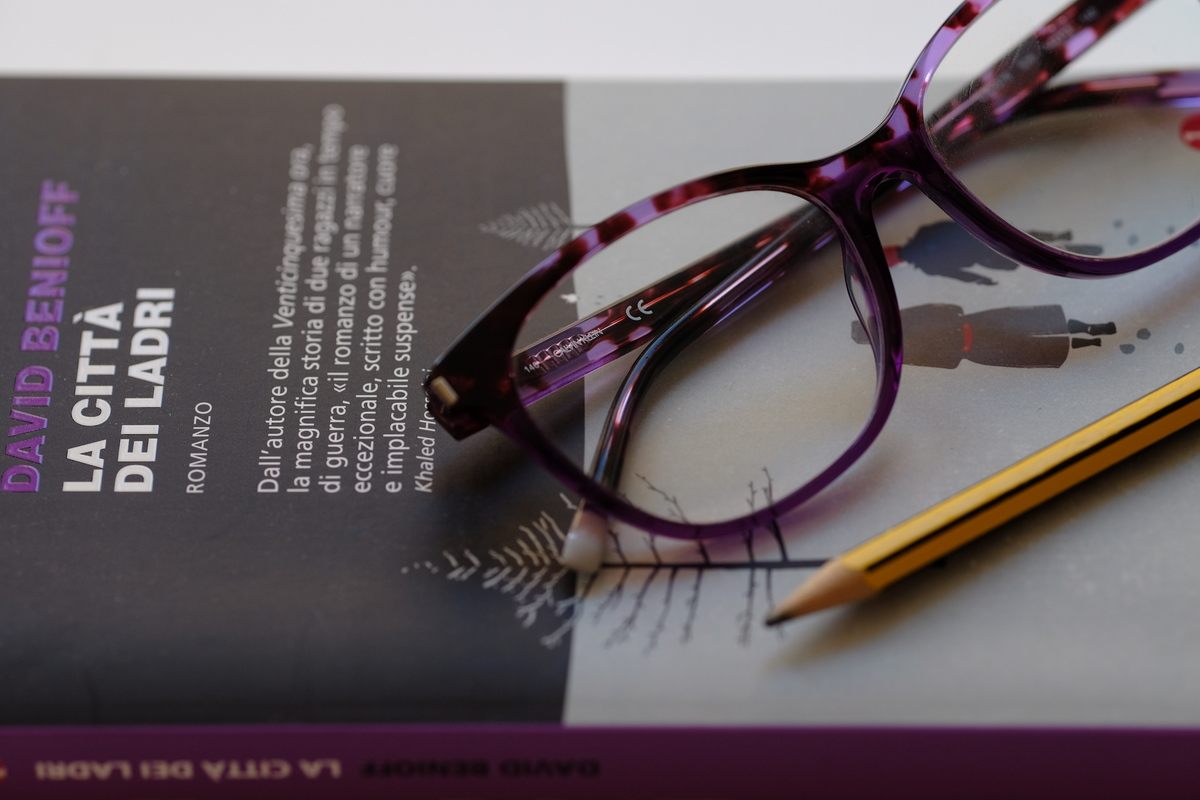 DAVID BENIOFF
LA CITTÀ
DEI LADRI
ROMANZO
Dall'autore della Venticinquesima ora,
la magnifica storia di due ragazzi in tempo
di guerra, «il romanzo di un narratore
eccezionale, scritto con humour, cuore
e implacabile suspense».
Khaled
CE
DAVID BENIOFF LA CITTÀ DEI LADRI